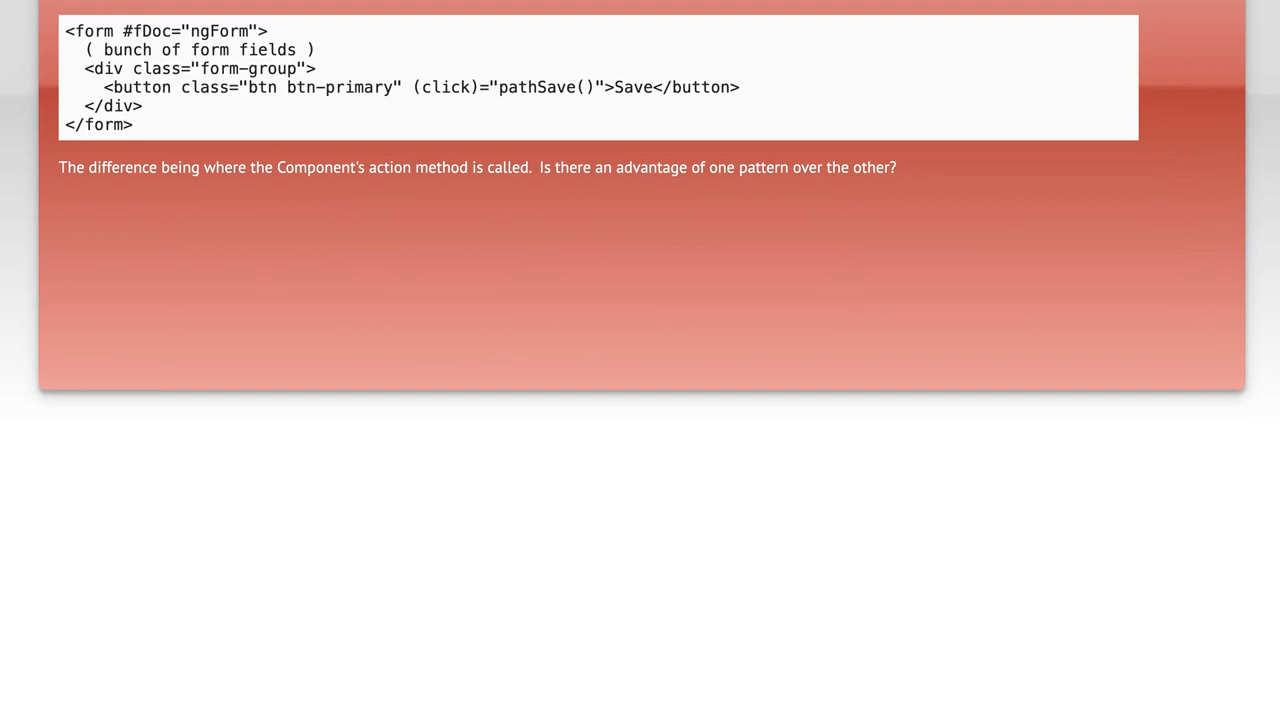 <form #fDoc="ngForm">
  ( bunch of form fields )
  <div class="form-group">
    <button class="btn btn-primary" (click)="pathSave()">Save</button>
  </div>
</form>
The difference being where the Component's action method is called.  Is there an advantage of one pattern over the other?